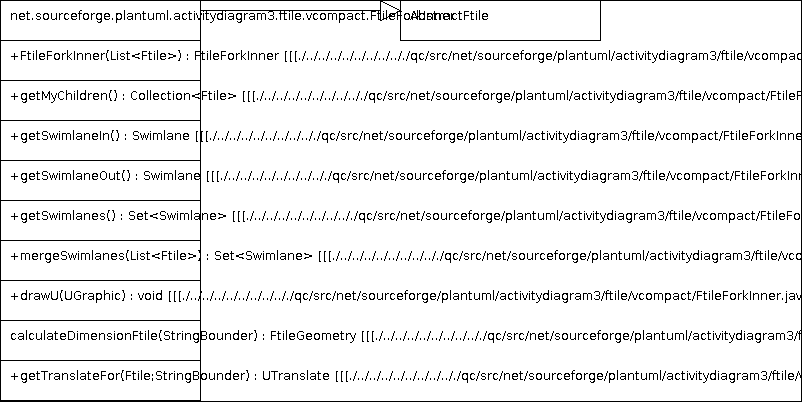 net.sourceforge.plantuml.activitydiagram3.ftile.vcompact.FtileForkInner
AbstractFtile
+FtileForkInner(List<Ftile>) : FtileForkInner [[[./../../../../../../../../../qc/src/net/sourceforge/plantuml/activitydiagram3/ftile/vcompac
+getMyChildren() : Collection<Ftile> [[[./../../../../../../../../../qc/src/net/sourceforge/plantuml/activitydiagram3/ftile/vcompact/FtileF
+getSwimlaneIn() : Swimlane [[[./../../../../../../../../../qc/src/net/sourceforge/plantuml/activitydiagram3/ftile/vcompact/FtileForkInne
+getSwimlaneOut() : Swimlane [[[./../../../../../../../../../qc/src/net/sourceforge/plantuml/activitydiagram3/ftile/vcompact/FtileForkInn
+getSwimlanes() : Set<Swimlane> [[[./../../../../../../../../../qc/src/net/sourceforge/plantuml/activitydiagram3/ftile/vcompact/FtileFo
+mergeSwimlanes(List<Ftile>) : Set<Swimlane> [[[./../../../../../../../../../qc/src/net/sourceforge/plantuml/activitydiagram3/ftile/vco
+drawU(UGraphic) : void [[[./../../../../../../../../../qc/src/net/sourceforge/plantuml/activitydiagram3/ftile/vcompact/FtileForkInner.jav
calculateDimensionFtile(StringBounder) : FtileGeometry [[[./../../../../../../../../../qc/src/net/sourceforge/plantuml/activitydiagram3/f
+getTranslateFor(Ftile;StringBounder) : UTranslate [[[./../../../../../../../../../qc/src/net/sourceforge/plantuml/activitydiagram3/ftile/v